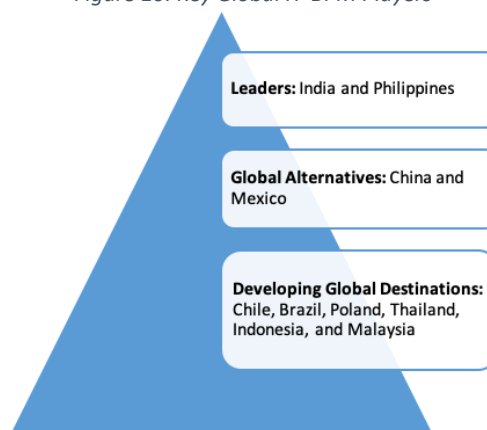 Leaders: India and Philippines
Global Alternatives: China and
Mexico
Developing Global Destinations:
Chile, Brazil, Poland, Thailand,
Indonesia, and Malaysia